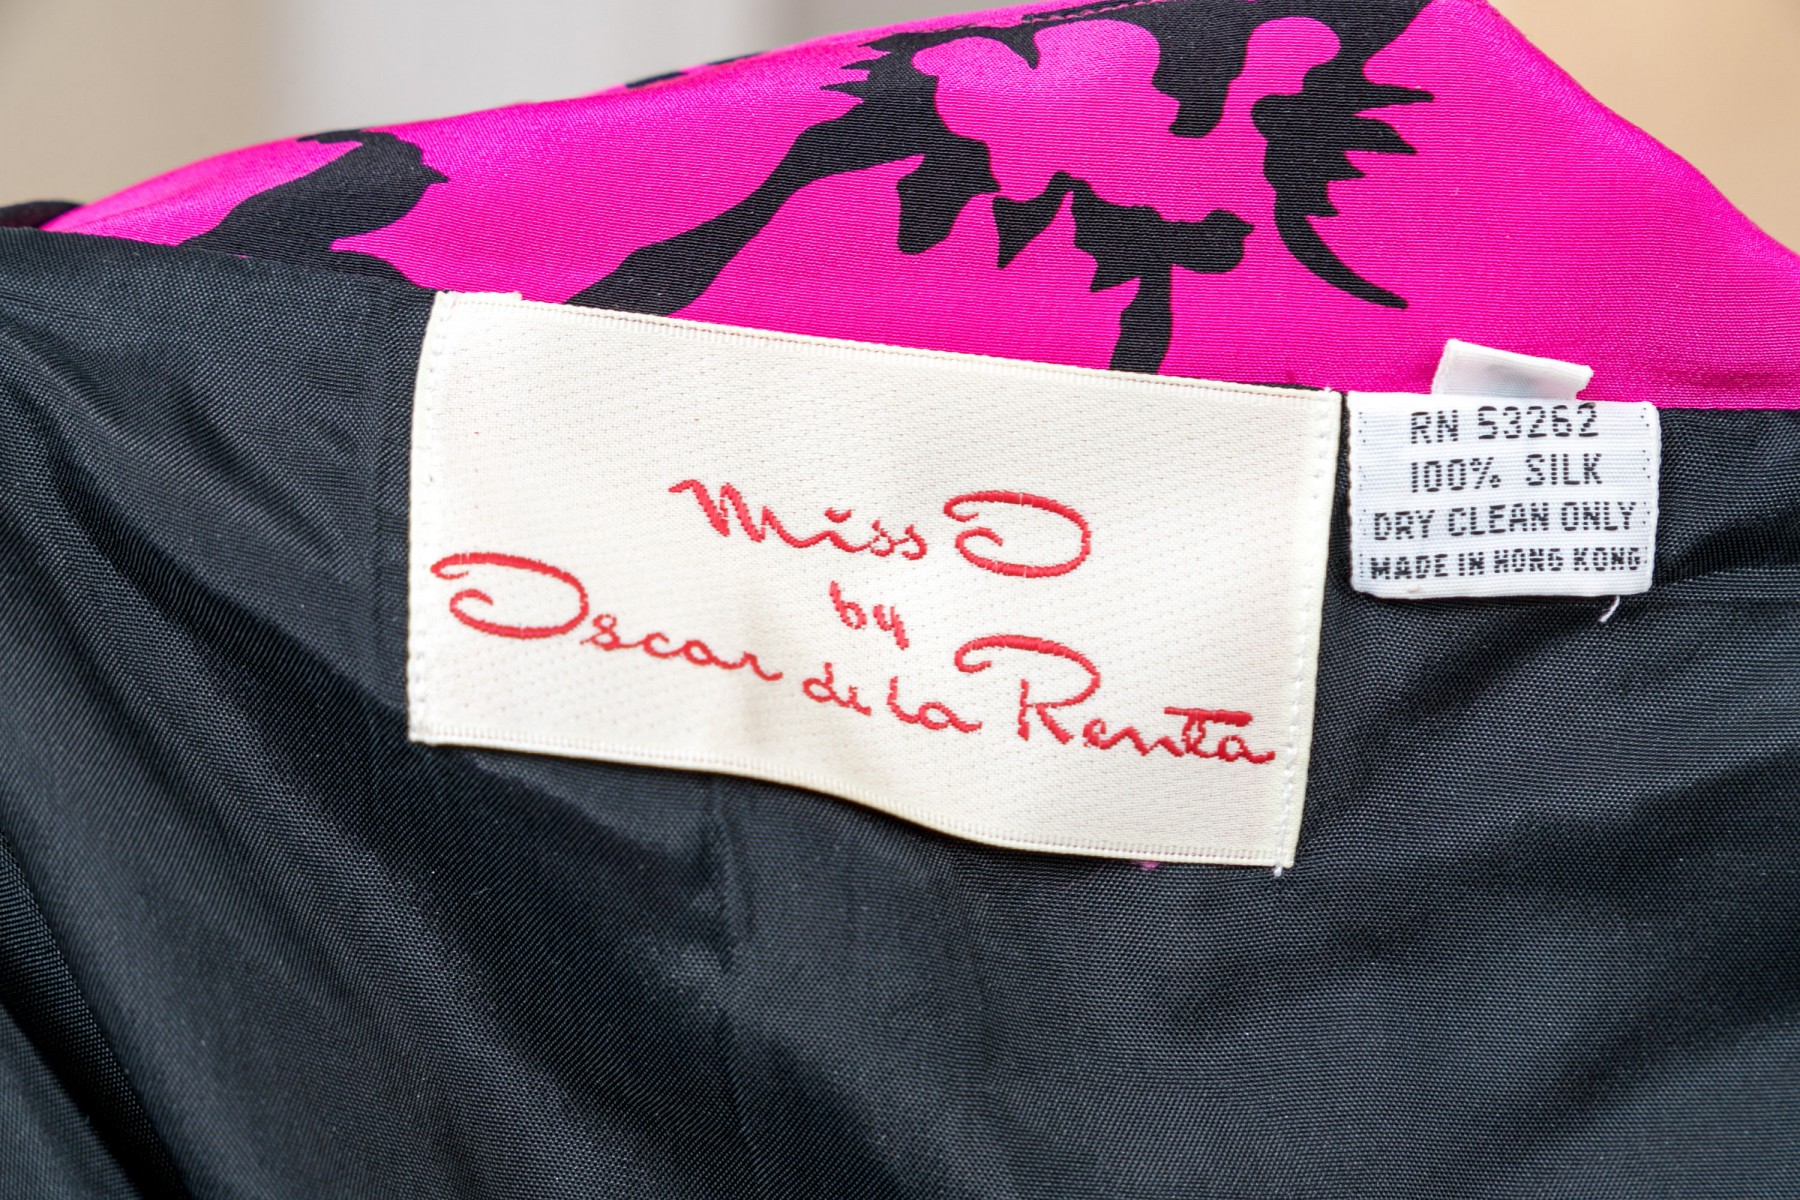 Miss O
by
Oscar de la Renta
RN 53262
100% SILK
DRY CLEAN ONLY
MADE IN HONG KONG